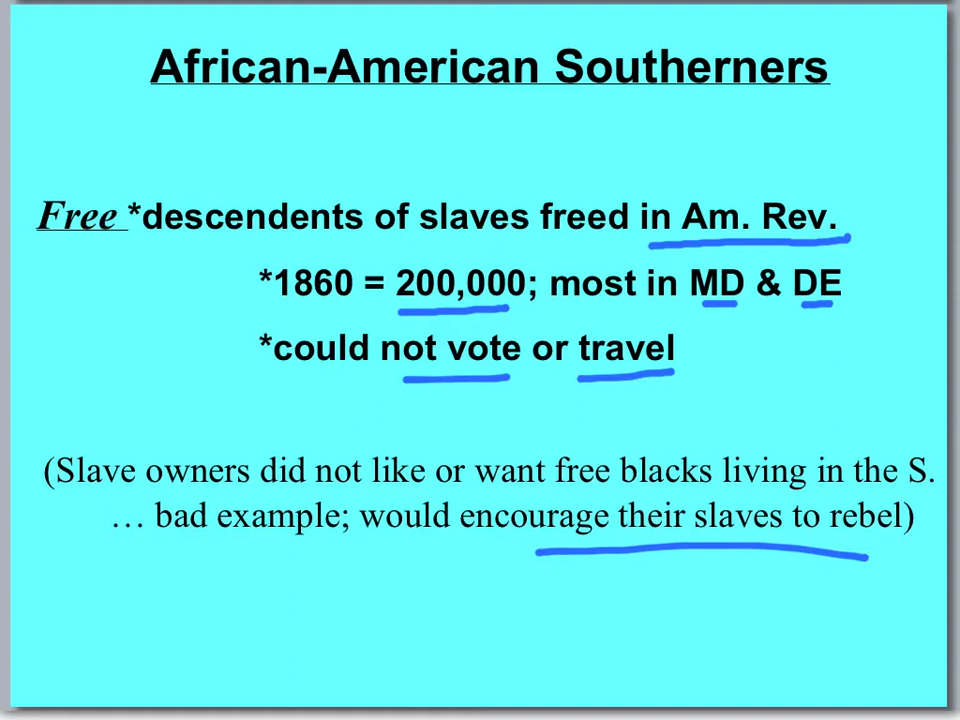 African-American Southerners
Free *descendents of slaves freed in Am. Rev.
*1860 = 200,000; most in MD & DE
*could not vote or travel
(Slave owners did not like or want free blacks living in the S.
… bad example; would encourage their slaves to rebel)